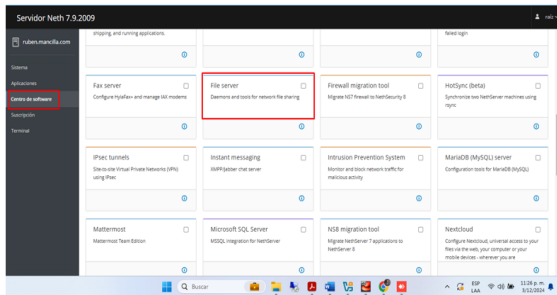 Servidor Neth 7.9.2009
ruben.mancilla.com
Sistema
Aplicaciones
Centro de software
Suscripción
Terminal
shipping, and running applications.
failed login
Fax server
Configure HylaFax+ and manage IAX modems
File server
Daemons and tools for network file sharing
Firewall migration tool
Migrate NS7 firewall to NethSecurity 8
HotSync (beta)
Synchronize two NethServer machines using
rsync
IPsec tunnels
Site-to-site Virtual Private Networks (VPN)
using IPsec
Instant messaging
XMPP/Jabber chat server
Intrusion Prevention System
Monitor and block network traffic for
malicious activity
MariaDB (MySQL) server
Configuration tools for MariaDB (MySQL)
Mattermost
Mattermost Team Edition
Microsoft SQL Server
MSSQL integration for NethServer
NS8 migration tool
Migrate NethServer 7 applications to
NethServer 8
Nextcloud
Configure Nextcloud, universal access to your
files via the web, your computer or your
mobile devices - wherever you are
Buscar
ESP
LAA
11:26 p. m.
3/12/2024